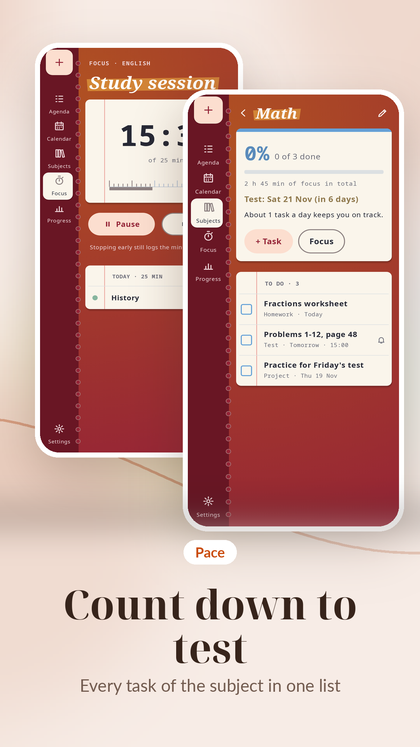 FOCUS · ENGLISH
Study session
Agenda
Calendar
Subjects
Focus
Progress
Settings
15:
of 25 min
Pause
Stopping early still logs the min
TODAY · 25 MIN
History
Math
Agenda
Calendar
Subjects
Focus
Progress
Settings
0% 0 of 3 done
2 h 45 min of focus in total
Test: Sat 21 Nov (in 6 days)
About 1 task a day keeps you on track.
+ Task
Focus
TO DO · 3
Fractions worksheet
Homework · Today
Problems 1-12, page 48
Test · Tomorrow · 15:00
Practice for Friday's test
Project · Thu 19 Nov
Pace
Count down to
test
Every task of the subject in one list